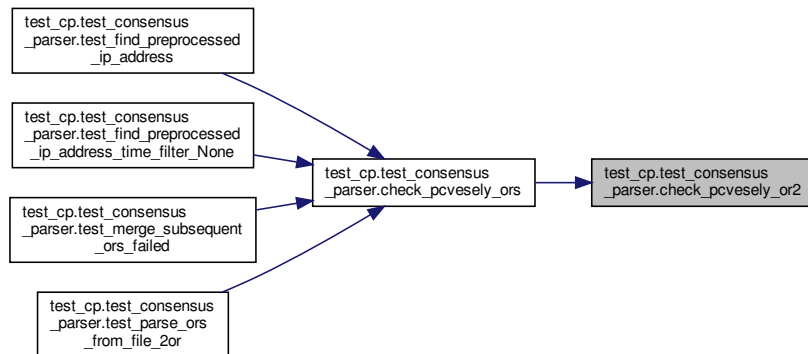 test_cp.test_consensus
_parser.test_find_preprocessed
_ip_address
test_cp.test_consensus
_parser.test_find_preprocessed
_ip_address_time_filter_None
test_cp.test_consensus
_parser.test_merge_subsequent
_ors_failed
test_cp.test_consensus
_parser.test_parse_ors
_from_file_2or
test_cp.test_consensus
_parser.check_pcvesely_ors
test_cp.test_consensus
_parser.check_pcvesely_or2